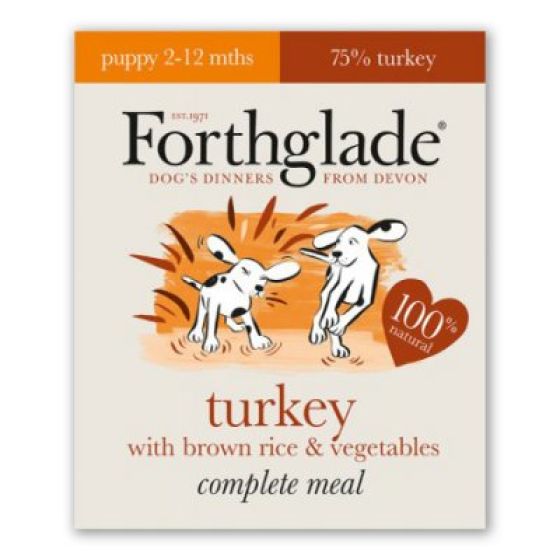 puppy 2-12 mths
75% turkey
EST.1971
Forthglade®
DOG'S DINNERS FROM DEVON
100%
natural
turkey
with brown rice & vegetables
complete meal